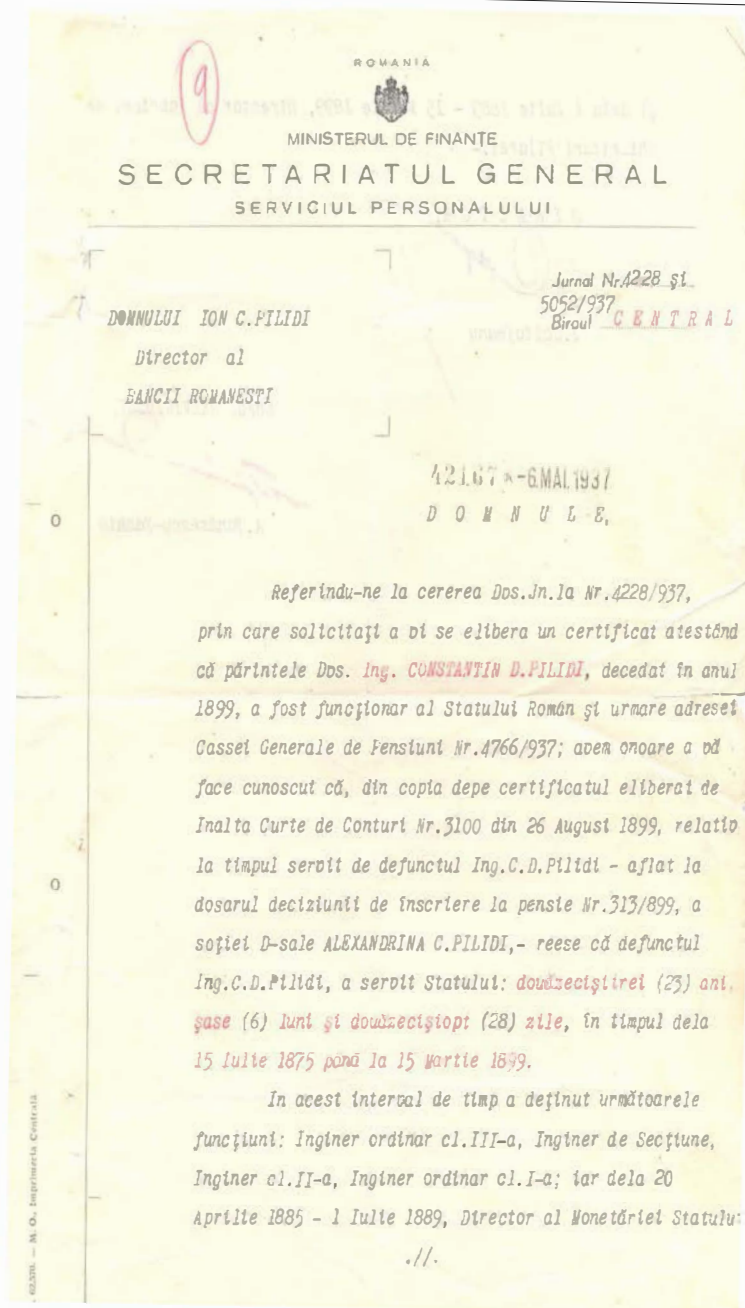 9
ROMANIA
MINISTERUL DE FINANȚE
SECRETARIATUL GENERAL
SERVICIUL PERSONALULUI
Jurnal Nr.4228 și
5052/937
Biroul CENTRAL
DOMNULUI ION C.PILIDI
Director al
BANCII ROMANESTI
42167 *-6.MAI.1937
D O M N U L E,
Referindu-ne la cererea Dvs.Jn.la Nr.4228/937,
prin care solicitați a vi se elibera un certificat atestând
că părintele Dvs. Ing. CONSTANTIN D.PILIDI, decedat în anul
1899, a fost funcționar al Statului Român și urmare adresei
Cassei Generale de Pensiuni Nr.4766/937; avem onoare a vă
face cunoscut că, din copia depe certificatul eliberat de
Inalta Curte de Conturi Nr.3100 din 26 August 1899, relativ
la timpul servit de defunctul Ing.C.D.Pilidi - aflat la
dosarul deciziunii de înscriere la pensie Nr.313/899, a
soției D-sale ALEXANDRINA C.PILIDI,- reese că defunctul
Ing.C.D.Pilidi, a servit Statului: douăzecișitrei (23) ani,
șase (6) luni și douăzecișiopt (28) zile, în timpul dela
15 Iulie 1875 până la 15 Martie 1899.
In acest interval de timp a deținut următoarele
funcțiuni: Inginer ordinar cl.III-a, Inginer de Secțiune,
Inginer cl.II-a, Inginer ordinar cl.I-a; iar dela 20
Aprilie 1885 - 1 Iulie 1889, Director al Monetăriei Statulu
.//.
62.570. — M. O., Imprimeria Centrală